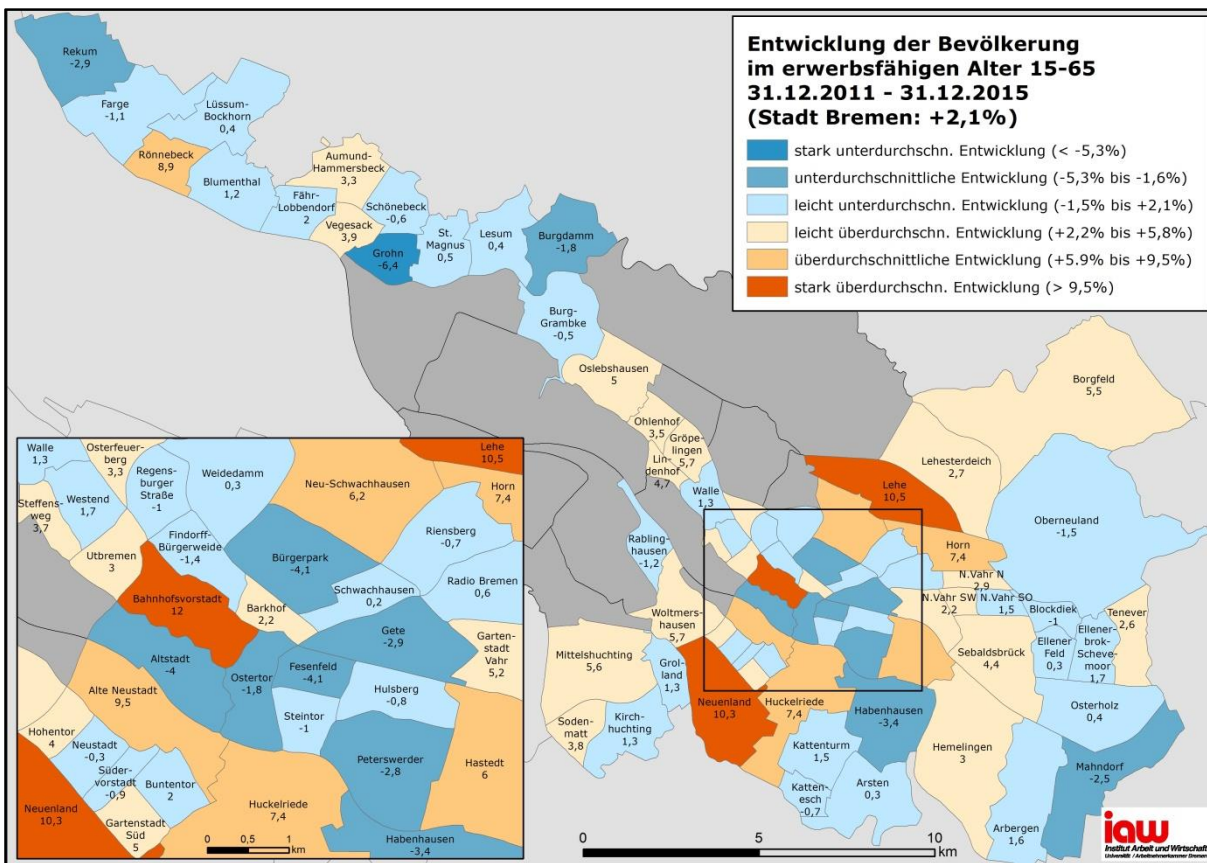 Entwicklung der Bevölkerung
im erwerbsfähigen Alter 15-65
31.12.2011 - 31.12.2015
(Stadt Bremen: +2,1%)
stark unterdurchschn. Entwicklung (< -5,3%)
unterdurchschnittliche Entwicklung (-5,3% bis -1,6%)
leicht unterdurchschn. Entwicklung (-1,5% bis +2,1%)
leicht überdurchschn. Entwicklung (+2,2% bis +5,8%)
überdurchschnittliche Entwicklung (+5.9% bis +9,5%)
stark überdurchschn. Entwicklung (> 9,5%)
Rekum
-2,9
Farge
-1,1
Lüssum-
Bockhorn
0,4
Rönnebeck
8,9
Blumenthal
1,2
Aumund-
Hammersbeck
3,3
Fähr-
Lobbendorf
2
Vegesack
3,9
Schönebeck
-0,6
Grohn
-6,4
St.
Magnus
0,5
Lesum
0,4
Burgdamm
-1,8
Burg-
Grambke
-0,5
Oslebshausen
5
Ohlenhof
3,5
Gröpe-
lingen
5,7
Lin-
denhof
4,7
Walle
1,3
Borgfeld
5,5
Lehesterdeich
2,7
Lehe
10,5
Oberneuland
-1,5
Horn
7,4
N.Vahr N
2,9
N.Vahr SW
2,2
N.Vahr SO
1,5
Blockdiek
-1
Ellener
Feld
0,3
Ellener-
brok-
Scheve-
moor
1,7
Tenever
2,6
Sebaldsbrück
4,4
Osterholz
0,4
Mahndorf
-2,5
Hemelingen
3
Arbergen
1,6
Rabling-
hausen
-1,2
Woltmers-
hausen
5,7
Mittelshuchting
5,6
Grol-
land
1,3
Soden-
matt
3,8
Kirch-
huchting
1,3
Neuenland
10,3
Huckelriede
7,4
Habenhausen
-3,4
Kattenturm
1,5
Katten-
esch
-0,7
Arsten
0,3
0
5
10
km
iaw
Institut Arbeit und Wirtschaft
Universität / Arbeitnehmerkammer Bremen
Walle
1,3
Osterfeuer-
berg
3,3
Regens-
burger
Straße
-1
Weidedamm
0,3
Neu-Schwachhausen
6,2
Lehe
10,5
Horn
7,4
Steffens-
weg
3,7
Westend
1,7
Utbremen
3
Findorff-
Bürgerweide
-1,4
Bürgerpark
-4,1
Riensberg
-0,7
Radio Bremen
0,6
Schwachhausen
0,2
Bahnhofsvorstadt
12
Barkhof
2,2
Gete
-2,9
Gartenstadt
Vahr
5,2
Altstadt
-4
Ostertor
-1,8
Fesenfeld
-4,1
Hulsberg
-0,8
Steintor
-1
Alte Neustadt
9,5
Hohentor
4
Neustadt
-0,3
Süder-
vorstadt
-0,9
Buntentor
2
Peterswerder
-2,8
Hastedt
6
Neuenland
10,3
Gartenstadt
Süd
5
Huckelriede
7,4
Habenhausen
-3,4
0
0,5
1
km